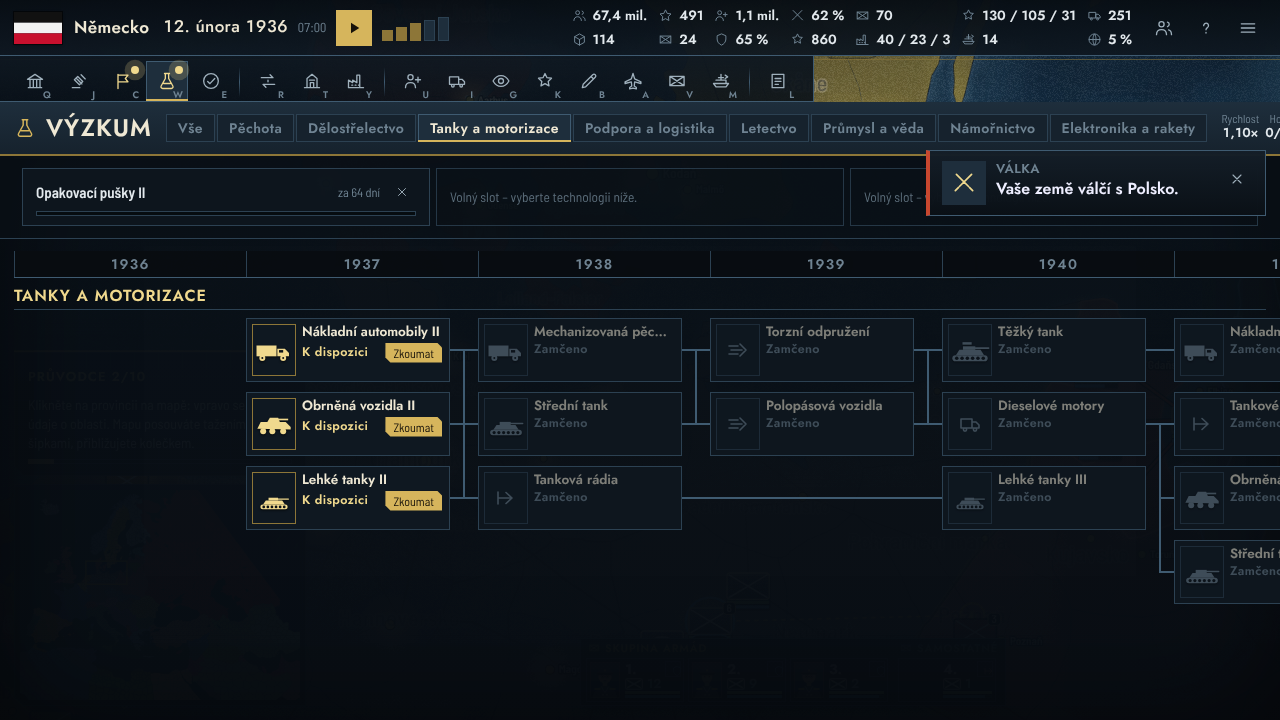 Německo 12. února 1936 07:00
67,4 mil. 491 1,1 mil. 62 % 70 130 / 105 / 31 251
114 24 65 % 860 40 / 23 / 3 14 5 %
?
Q J C W E R T Y U I G K B A V M L
VÝZKUM Vše Pěchota Dělostřelectvo Tanky a motorizace Podpora a logistika Letectvo Průmysl a věda Námořnictvo Elektronika a rakety
Rychlost
1,10×
VÁLKA
Vaše země válčí s Polsko.
Opakovací pušky II za 64 dní
Volný slot – vyberte technologii níže.
Volný slot –
1936 1937 1938 1939 1940
TANKY A MOTORIZACE
Nákladní automobily II
K dispozici Zkoumat
Mechanizovaná pěc...
Zamčeno
Torzní odpružení
Zamčeno
Těžký tank
Zamčeno
Nákladn
Zamčeno
Obrněná vozidla II
K dispozici Zkoumat
Střední tank
Zamčeno
Polopásová vozidla
Zamčeno
Dieselové motory
Zamčeno
Tankové
Zamčeno
Lehké tanky II
K dispozici Zkoumat
Tanková rádia
Zamčeno
Lehké tanky III
Zamčeno
Obrněná
Zamčeno
Střední t
Zamčeno